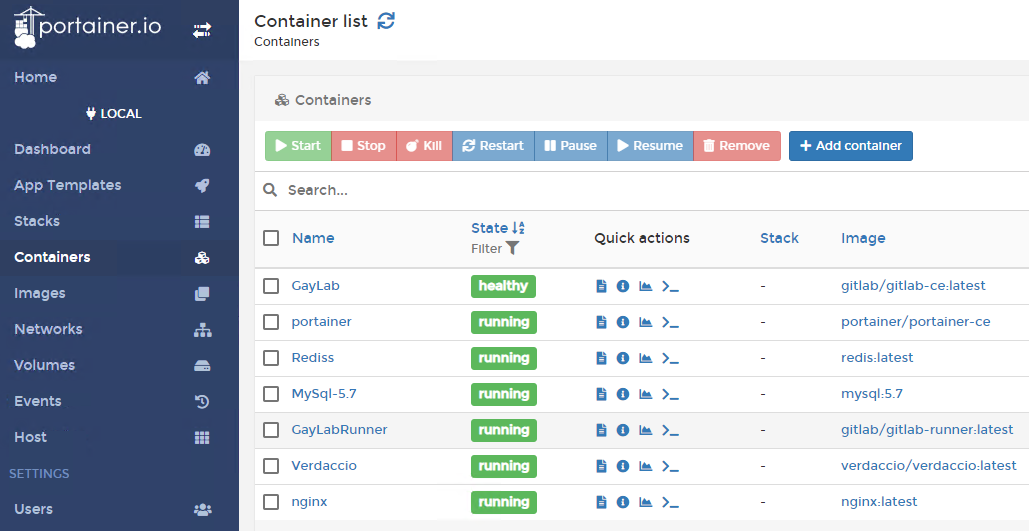 portainer.io
Home
LOCAL
Dashboard
App Templates
Stacks
Containers
Images
Networks
Volumes
Events
Host
SETTINGS
Users
Container list
Containers
Containers
Start Stop Kill Restart Pause Resume Remove Add container
Search...
Name State Quick actions Stack Image
Filter
GayLab healthy - gitlab/gitlab-ce:latest
portainer running - portainer/portainer-ce
Rediss running - redis:latest
MySql-5.7 running - mysql:5.7
GayLabRunner running - gitlab/gitlab-runner:latest
Verdaccio running - verdaccio/verdaccio:latest
nginx running - nginx:latest